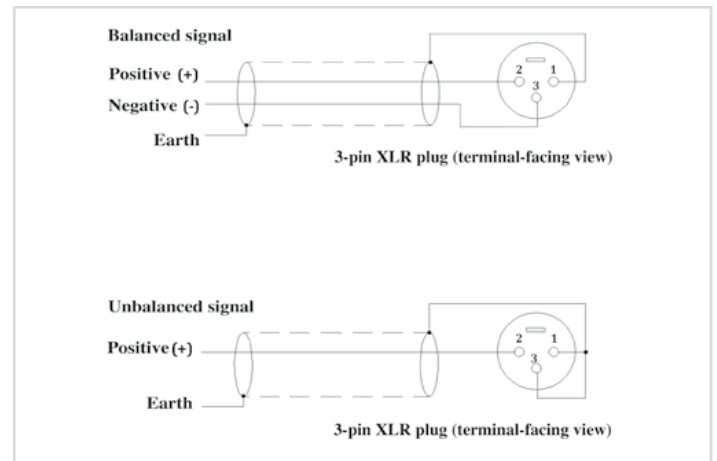 Balanced signal
Positive (+)
Negative (-)
Earth
2 1
3
3-pin XLR plug (terminal-facing view)
Unbalanced signal
Positive (+)
Earth
2 1
3
3-pin XLR plug (terminal-facing view)